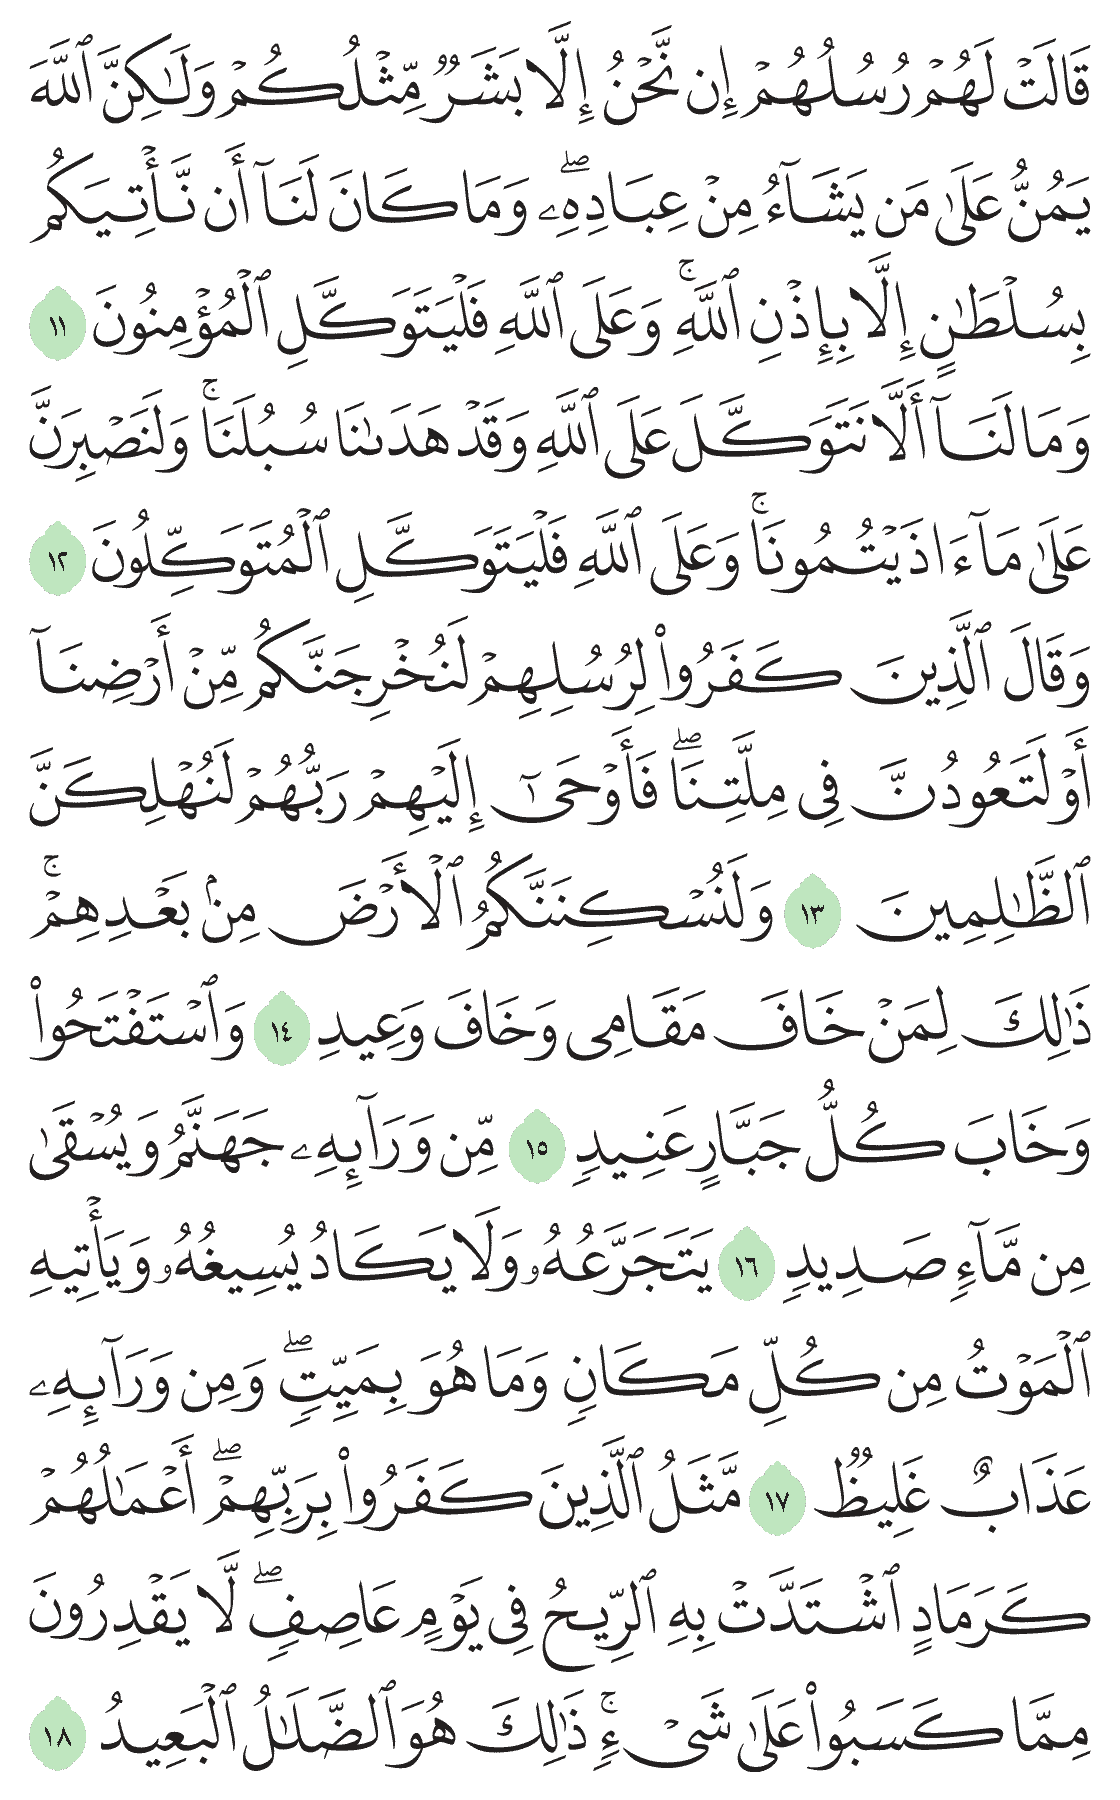 قَالَتۡ لَهُمۡ رُسُلُهُمۡ إِن نَّحۡنُ إِلَّا بَشَرٞ مِّثۡلُكُمۡ وَلَٰكِنَّ ٱللَّهَ
يَمُنُّ عَلَىٰ مَن يَشَآءُ مِنۡ عِبَادِهِۦۖ وَمَا كَانَ لَنَآ أَن نَّأۡتِيَكُم
بِسُلۡطَٰنٍ إِلَّا بِإِذۡنِ ٱللَّهِۚ وَعَلَى ٱللَّهِ فَلۡيَتَوَكَّلِ ٱلۡمُؤۡمِنُونَ ١١
وَمَا لَنَآ أَلَّا نَتَوَكَّلَ عَلَى ٱللَّهِ وَقَدۡ هَدَىٰنَا سُبُلَنَاۚ وَلَنَصۡبِرَنَّ
عَلَىٰ مَآ ءَاذَيۡتُمُونَاۚ وَعَلَى ٱللَّهِ فَلۡيَتَوَكَّلِ ٱلۡمُتَوَكِّلُونَ ١٢
وَقَالَ ٱلَّذِينَ كَفَرُواْ لِرُسُلِهِمۡ لَنُخۡرِجَنَّكُم مِّنۡ أَرۡضِنَآ
أَوۡ لَتَعُودُنَّ فِي مِلَّتِنَاۖ فَأَوۡحَىٰٓ إِلَيۡهِمۡ رَبُّهُمۡ لَنُهۡلِكَنَّ
ٱلظَّٰلِمِينَ ١٣ وَلَنُسۡكِنَنَّكُمُ ٱلۡأَرۡضَ مِنۢ بَعۡدِهِمۡۚ
ذَٰلِكَ لِمَنۡ خَافَ مَقَامِي وَخَافَ وَعِيدِ ١٤ وَٱسۡتَفۡتَحُواْ
وَخَابَ كُلُّ جَبَّارٍ عَنِيدٖ ١٥ مِّن وَرَآئِهِۦ جَهَنَّمُ وَيُسۡقَىٰ
مِن مَّآءٖ صَدِيدٖ ١٦ يَتَجَرَّعُهُۥ وَلَا يَكَادُ يُسِيغُهُۥ وَيَأۡتِيهِ
ٱلۡمَوۡتُ مِن كُلِّ مَكَانٖ وَمَا هُوَ بِمَيِّتٖۖ وَمِن وَرَآئِهِۦ
عَذَابٌ غَلِيظٞ ١٧ مَّثَلُ ٱلَّذِينَ كَفَرُواْ بِرَبِّهِمۡۖ أَعۡمَٰلُهُمۡ
كَرَمَادٍ ٱشۡتَدَّتۡ بِهِ ٱلرِّيحُ فِي يَوۡمٍ عَاصِفٖۖ لَّا يَقۡدِرُونَ
مِمَّا كَسَبُواْ عَلَىٰ شَيۡءٖۚ ذَٰلِكَ هُوَ ٱلضَّلَٰلُ ٱلۡبَعِيدُ ١٨